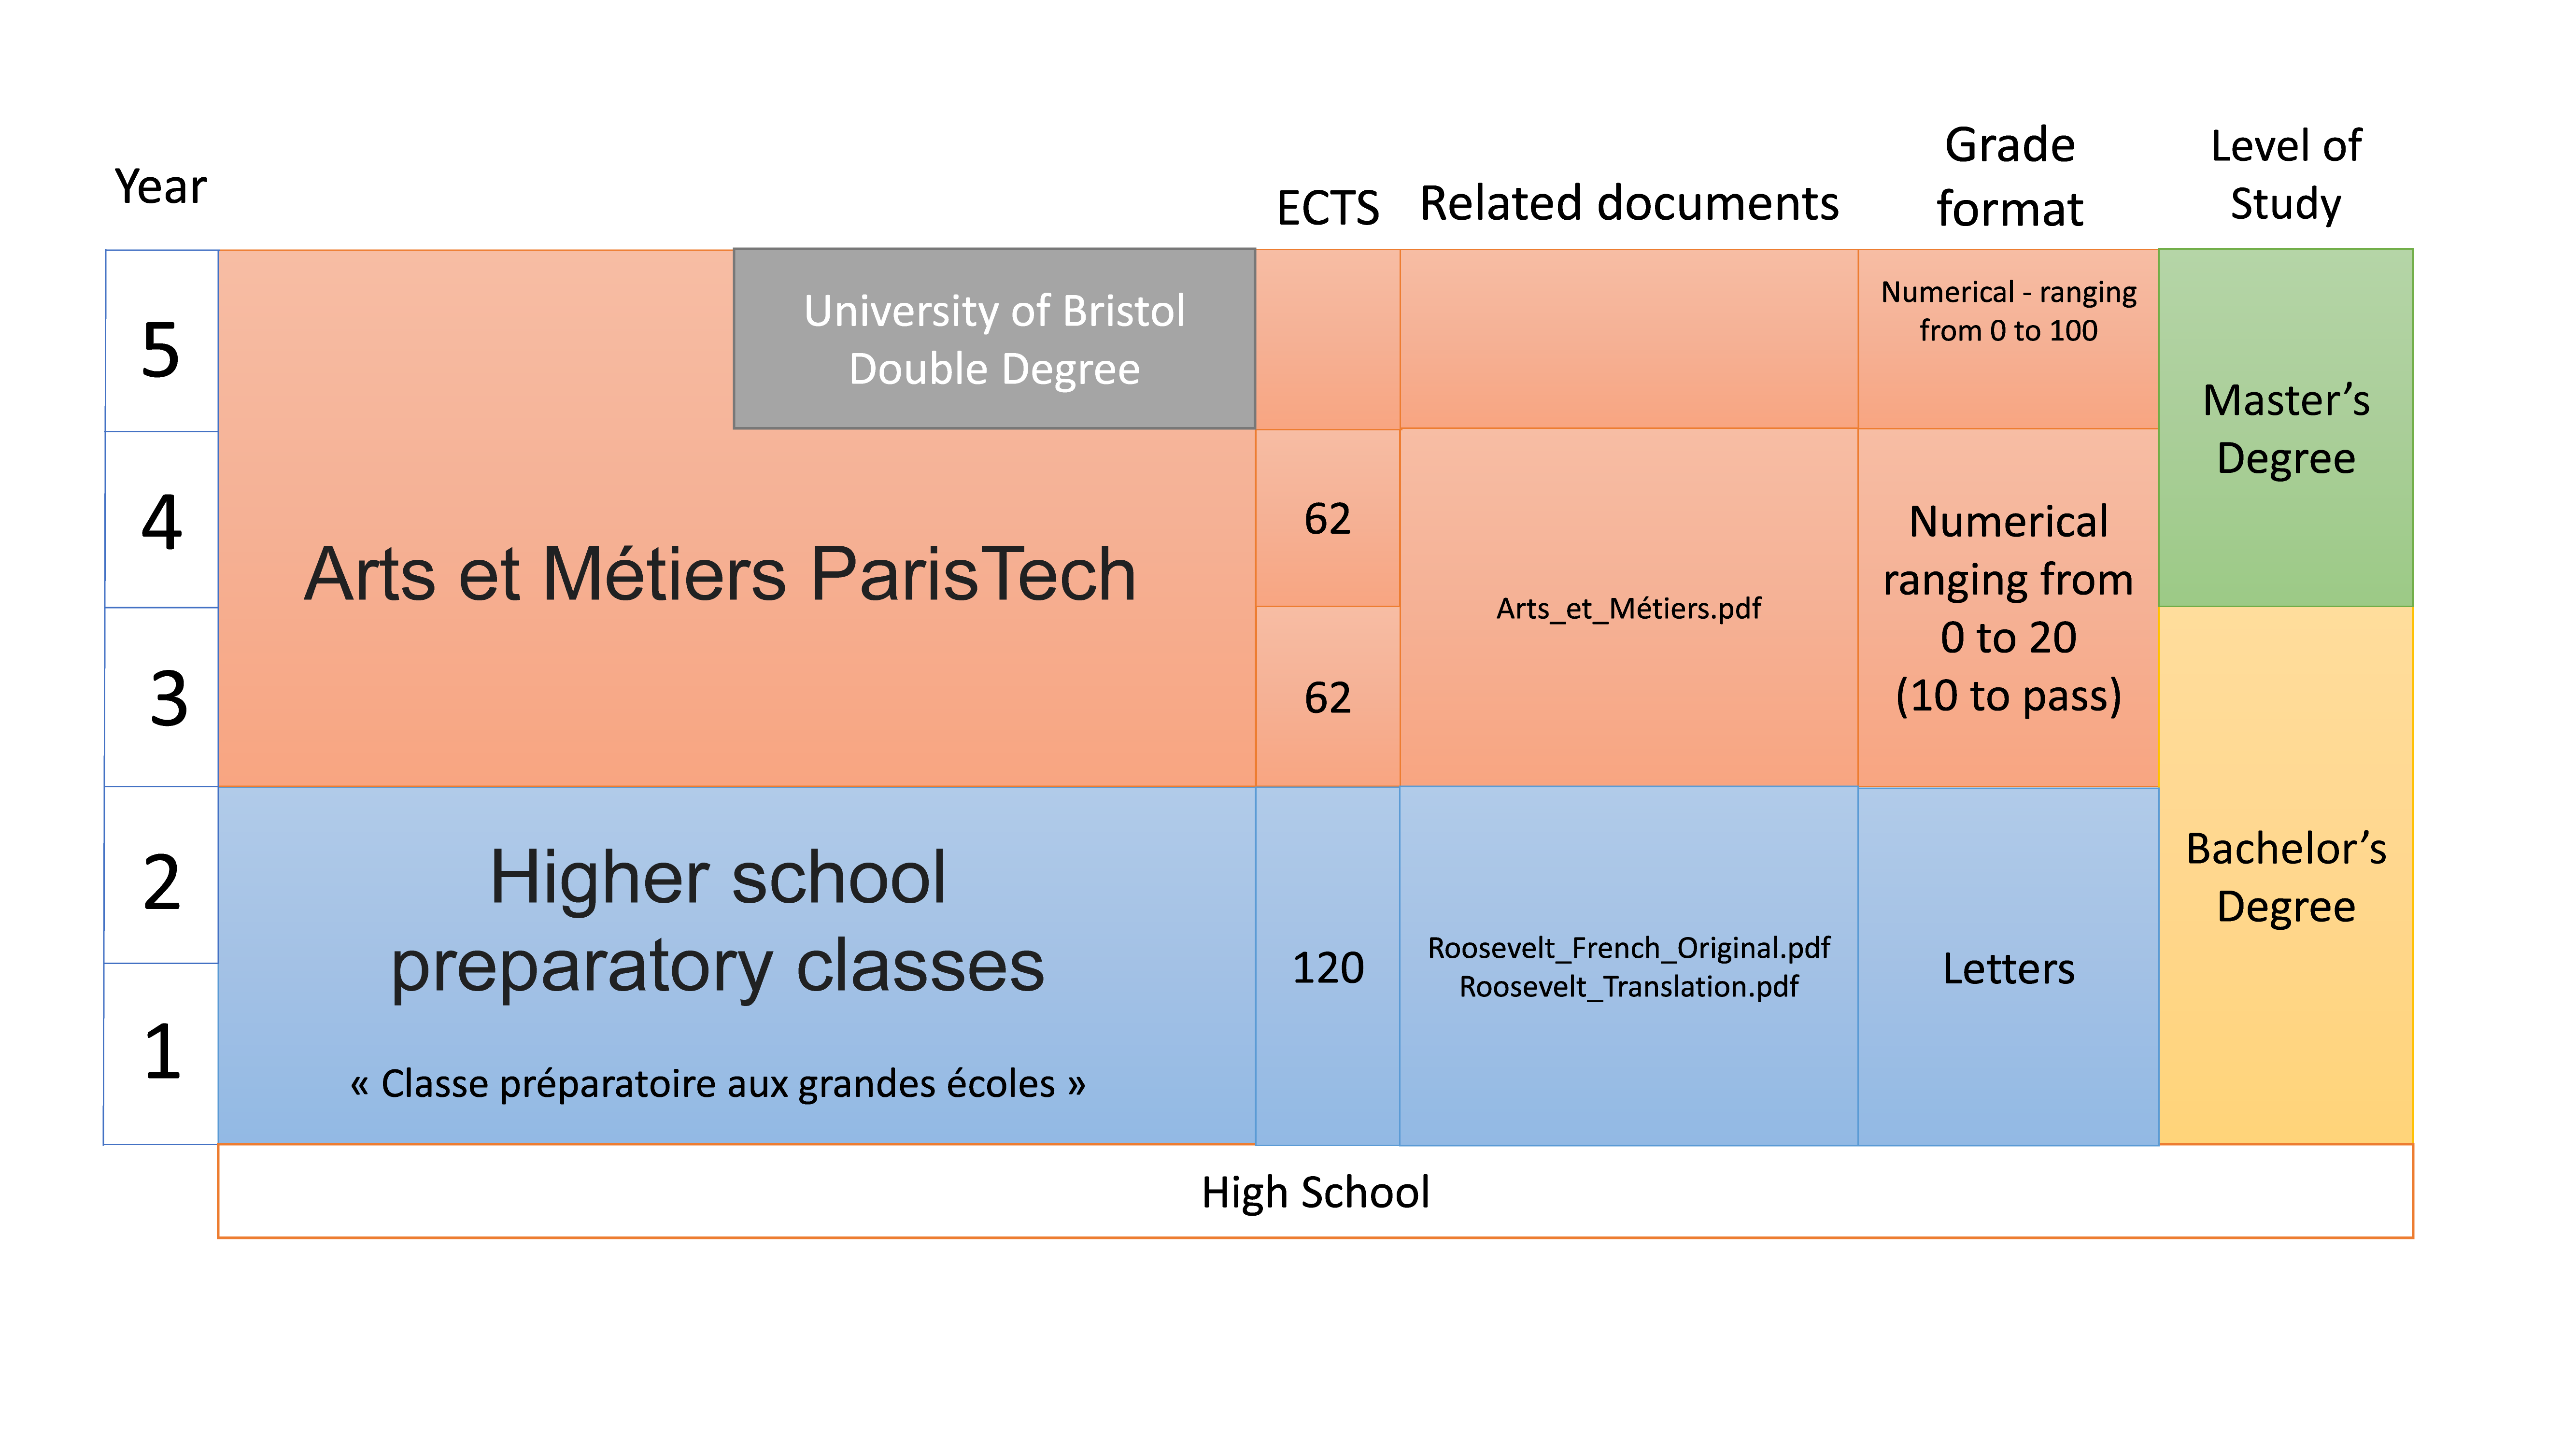 Year
ECTS
Related documents
Grade
format
Level of
Study
5
University of Bristol
Double Degree
Numerical - ranging
from 0 to 100
Master’s
Degree
4
Arts et Métiers ParisTech
62
Arts_et_Métiers.pdf
Numerical
ranging from
0 to 20
(10 to pass)
3
62
2
Higher school
preparatory classes
« Classe préparatoire aux grandes écoles »
120
Roosevelt_French_Original.pdf
Roosevelt_Translation.pdf
Letters
Bachelor’s
Degree
1
High School